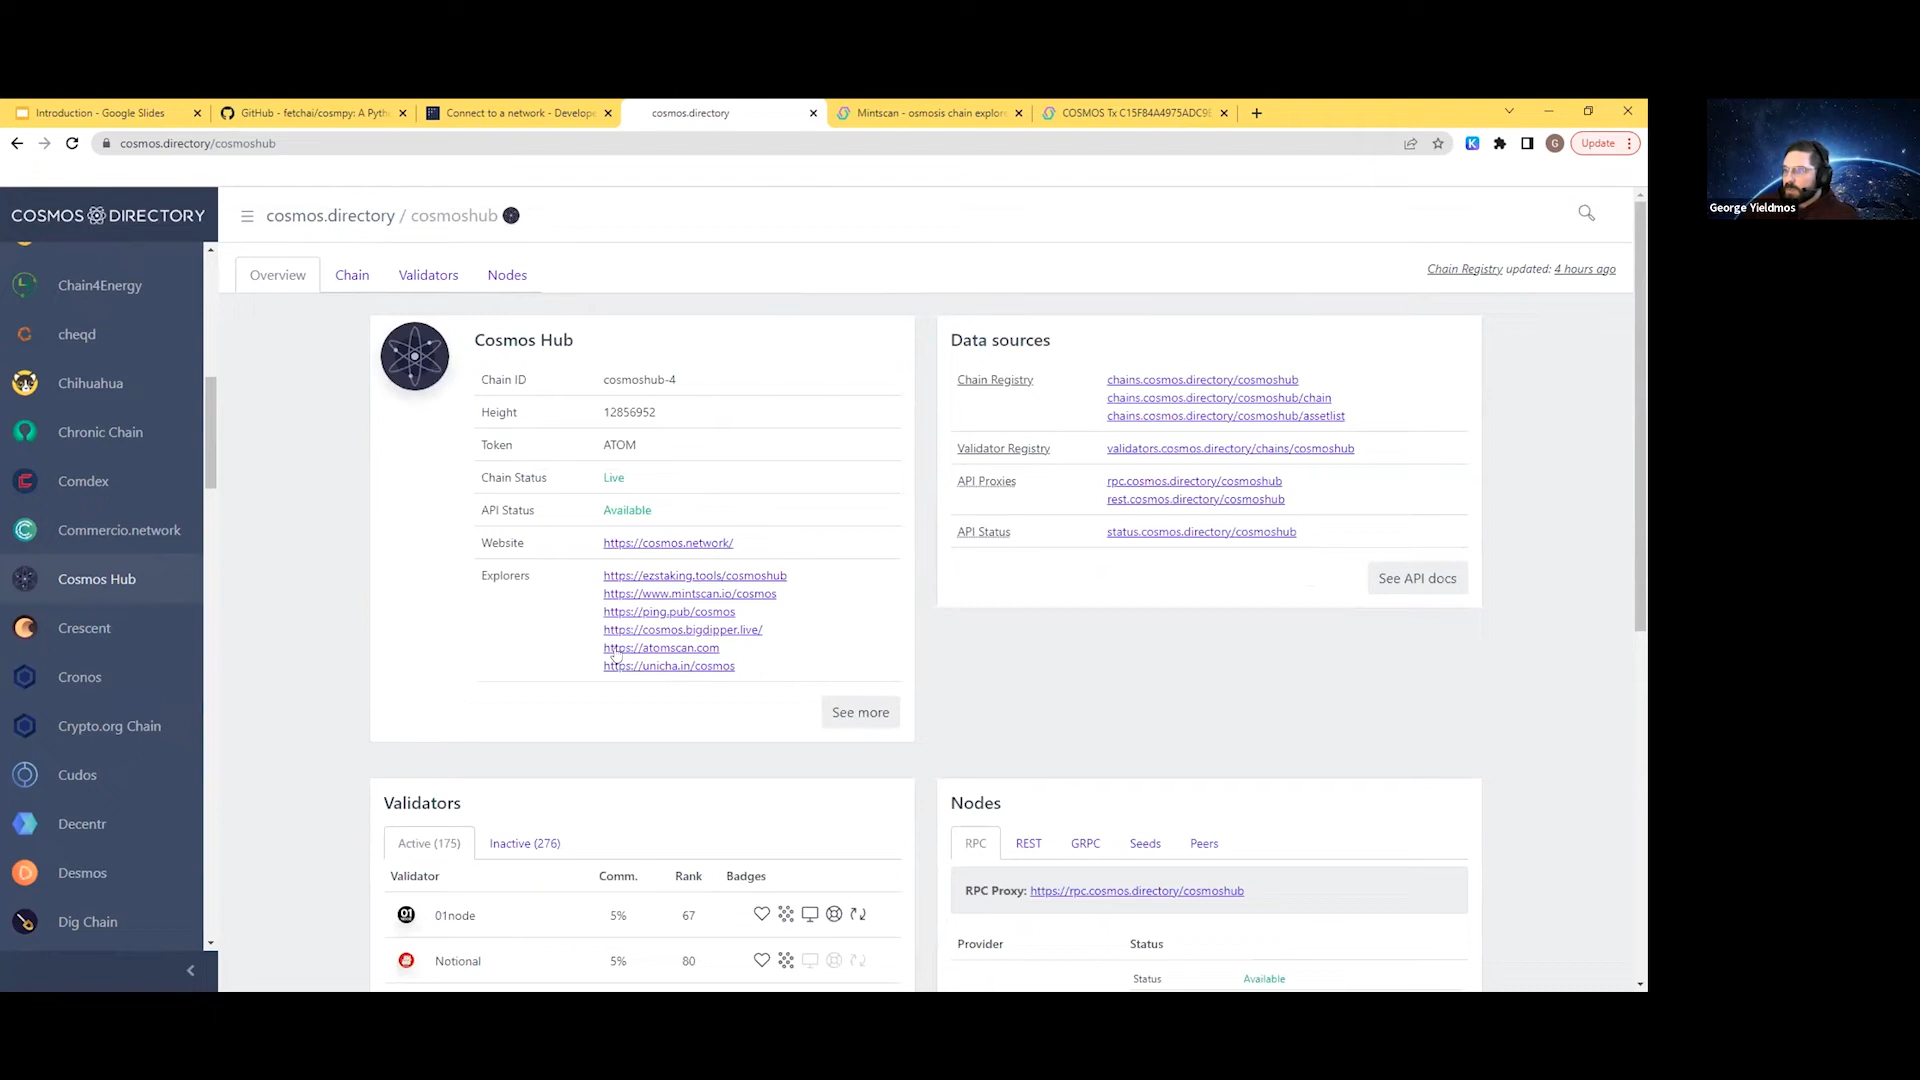 Introduction - Google Slides
GitHub - fetchai/cosmpy: A Pyth
Connect to a network - Develope
cosmos.directory
Mintscan - osmosis chain explore
COSMOS Tx C15F84A4975ADC9E
cosmos.directory/cosmoshub
G
Update
George Yieldmos
COSMOS DIRECTORY
cosmos.directory / cosmoshub
Chain4Energy
cheqd
Chihuahua
Chronic Chain
Comdex
Commercio.network
Cosmos Hub
Crescent
Cronos
Crypto.org Chain
Cudos
Decentr
Desmos
Dig Chain
Overview
Chain
Validators
Nodes
Chain Registry updated: 4 hours ago
Cosmos Hub
Chain ID cosmoshub-4
Height 12856952
Token ATOM
Chain Status Live
API Status Available
Website https://cosmos.network/
Explorers https://ezstaking.tools/cosmoshub
https://www.mintscan.io/cosmos
https://ping.pub/cosmos
https://cosmos.bigdipper.live/
https://atomscan.com
https://unicha.in/cosmos
See more
Data sources
Chain Registry chains.cosmos.directory/cosmoshub
chains.cosmos.directory/cosmoshub/chain
chains.cosmos.directory/cosmoshub/assetlist
Validator Registry validators.cosmos.directory/chains/cosmoshub
API Proxies rpc.cosmos.directory/cosmoshub
rest.cosmos.directory/cosmoshub
API Status status.cosmos.directory/cosmoshub
See API docs
Validators
Active (175) Inactive (276)
Validator Comm. Rank Badges
01node 5% 67
Notional 5% 80
Nodes
RPC REST GRPC Seeds Peers
RPC Proxy: https://rpc.cosmos.directory/cosmoshub
Provider Status
Status Available